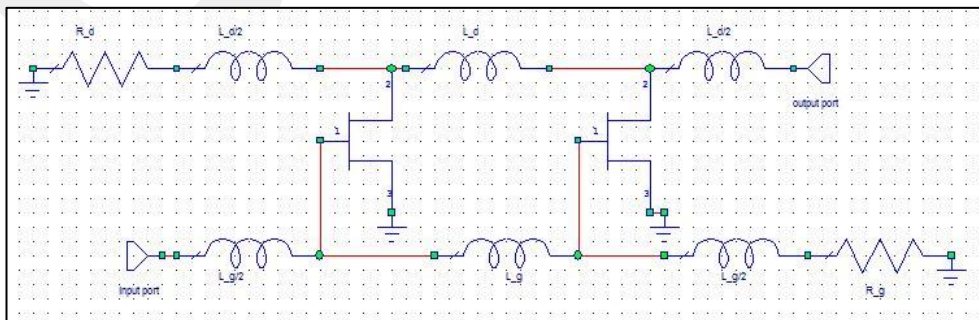 R_d
L_d/2
L_d
L_d/2
output port
2
2
1
1
3
3
Input port
L_g/2
L_g
L_g/2
R_g